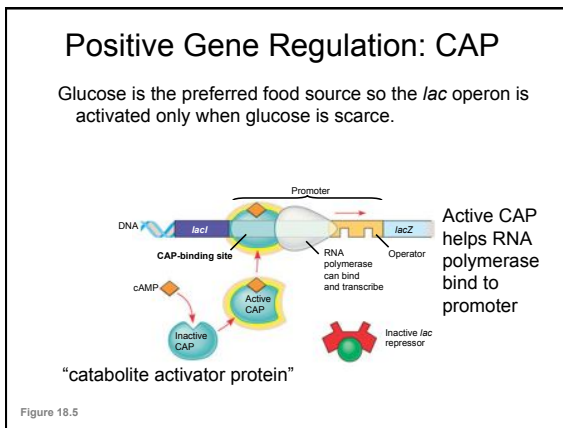 Positive Gene Regulation: CAP
Glucose is the preferred food source so the lac operon is
activated only when glucose is scarce.
Promoter
DNA
lacI
lacZ
CAP-binding site
RNA
polymerase
can bind
and transcribe
Operator
Active CAP
helps RNA
polymerase
bind to
promoter
cAMP
Active
CAP
Inactive
CAP
Inactive lac
repressor
“catabolite activator protein”
Figure 18.5